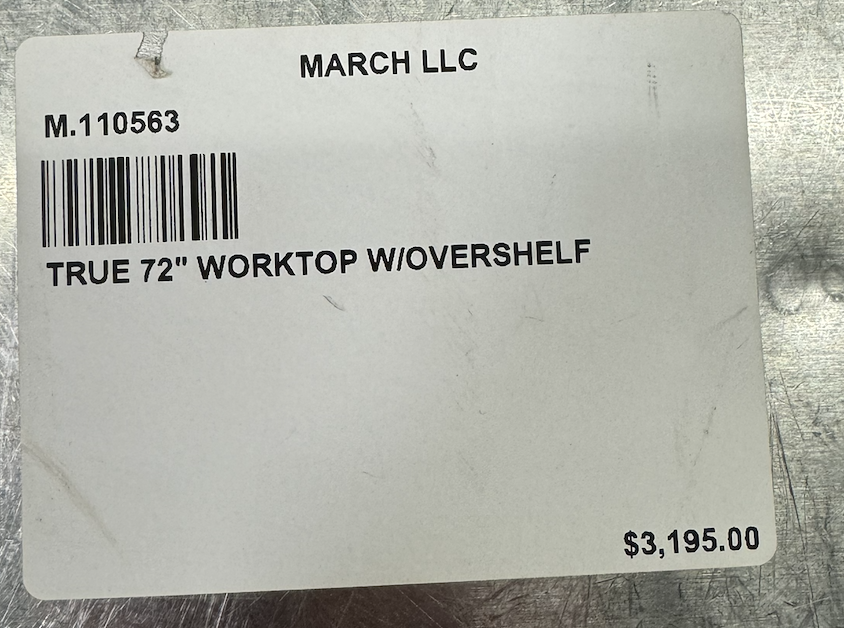 MARCH LLC
M.110563
TRUE 72" WORKTOP W/OVERSHELF
$3,195.00